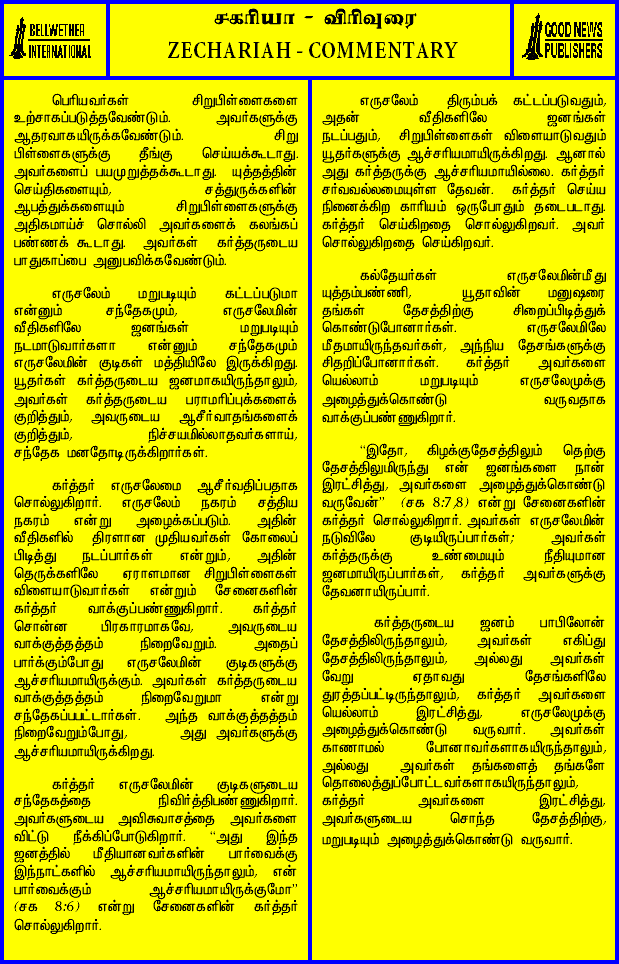 BELLWETHER
INTERNATIONAL
சகரியா - விரிவுரை
ZECHARIAH - COMMENTARY
GOOD NEWS
PUBLISHERS
பெரியவர்கள் சிறுபிள்ளைகளை
உற்சாகப்படுத்தவேண்டும். அவர்களுக்கு
ஆதரவாகயிருக்கவேண்டும். சிறு
பிள்ளைகளுக்கு தீங்கு செய்யக்கூடாது.
அவர்களைப் பயமுறுத்தக்கூடாது. யுத்தத்தின்
செய்திகளையும், சத்துருக்களின்
ஆபத்துக்களையும் சிறுபிள்ளைகளுக்கு
அதிகமாய்ச் சொல்லி அவர்களைக் கலங்கப்
பண்ணக் கூடாது. அவர்கள் கர்த்தருடைய
பாதுகாப்பை அனுபவிக்கவேண்டும்.
எருசலேம் மறுபடியும் கட்டப்படுமா
என்னும் சந்தேகமும், எருசலேமின்
வீதிகளிலே ஜனங்கள் மறுபடியும்
நடமாடுவார்களா என்னும் சந்தேகமும்
எருசலேமின் குடிகள் மத்தியிலே இருக்கிறது.
யூதர்கள் கர்த்தருடைய ஜனமாகயிருந்தாலும்,
அவர்கள் கர்த்தருடைய பராமரிப்புக்களைக்
குறித்தும், அவருடைய ஆசீர்வாதங்களைக்
குறித்தும், நிச்சயமில்லாதவர்களாய்,
சந்தேக மனதோடிருக்கிறார்கள்.
கர்த்தர் எருசலேமை ஆசீர்வதிப்பதாக
சொல்லுகிறார். எருசலேம் நகரம் சத்திய
நகரம் என்று அழைக்கப்படும். அதின்
வீதிகளில் திரளான முதியவர்கள் கோலைப்
பிடித்து நடப்பார்கள் என்றும், அதின்
தெருக்களிலே ஏராளமான சிறுபிள்ளைகள்
விளையாடுவார்கள் என்றும் சேனைகளின்
கர்த்தர் வாக்குப்பண்ணுகிறார். கர்த்தர்
சொன்ன பிரகாரமாகவே, அவருடைய
வாக்குத்தத்தம் நிறைவேறும். அதைப்
பார்க்கும்போது எருசலேமின் குடிகளுக்கு
ஆச்சரியமாயிருக்கும். அவர்கள் கர்த்தருடைய
வாக்குத்தத்தம் நிறைவேறுமா என்று
சந்தேகப்பபட்டார்கள். அந்த வாக்குத்தத்தம்
நிறைவேறும்போது, அது அவர்களுக்கு
ஆச்சரியமாயிருக்கிறது.
கர்த்தர் எருசலேமின் குடிகளுடைய
சந்தேகத்தை நிவிர்த்திபண்ணுகிறார்.
அவர்களுடைய அவிசுவாசத்தை அவர்களை
விட்டு நீக்கிப்போடுகிறார். “அது இந்த
ஜனத்தில் மீதியானவர்களின் பார்வைக்கு
இந்நாட்களில் ஆச்சரியமாயிருந்தாலும், என்
பார்வைக்கும் ஆச்சரியமாயிருக்குமோ”
(சக 8:6) என்று சேனைகளின் கர்த்தர்
சொல்லுகிறார்.
எருசலேம் திரும்பக் கட்டப்படுவதும்,
அதன் வீதிகளிலே ஜனங்கள்
நடப்பதும், சிறுபிள்ளைகள் விளையாடுவதும்
யூதர்களுக்கு ஆச்சரியமாயிருக்கிறது. ஆனால்
அது கர்த்தருக்கு ஆச்சரியமாயில்லை. கர்த்தர்
சர்வவல்லமையுள்ள தேவன். கர்த்தர் செய்ய
நினைக்கிற காரியம் ஒருபோதும் தடைபடாது.
கர்த்தர் செய்கிறதை சொல்லுகிறவர். அவர்
சொல்லுகிறதை செய்கிறவர்.
கல்தேயர்கள் எருசலேமின்மீது
யுத்தம்பண்ணி, யூதாவின் மனுஷரை
தங்கள் தேசத்திற்கு சிறைப்பிடித்துக்
கொண்டுபோனார்கள். எருசலேமிலே
மீதமாயிருந்தவர்கள், அந்நிய தேசங்களுக்கு
சிதறிப்போனார்கள். கர்த்தர் அவர்களை
யெல்லாம் மறுபடியும் எருசலேமுக்கு
அழைத்துக்கொண்டு வருவதாக
வாக்குப்பண்ணுகிறார்.
“இதோ, கிழக்குதேசத்திலும் தெற்கு
தேசத்திலுமிருந்து என் ஜனங்களை நான்
இரட்சித்து, அவர்களை அழைத்துக்கொண்டு
வருவேன்” (சக 8:7,8) என்று சேனைகளின்
கர்த்தர் சொல்லுகிறார். அவர்கள் எருசலேமின்
நடுவிலே குடியிருப்பார்கள்; அவர்கள்
கர்த்தருக்கு உண்மையும் நீதியுமான
ஜனமாயிருப்பார்கள், கர்த்தர் அவர்களுக்கு
தேவனாயிருப்பார்.
கர்த்தருடைய ஜனம் பாபிலோன்
தேசத்திலிருந்தாலும், அவர்கள் எகிப்து
தேசத்திலிருந்தாலும், அல்லது அவர்கள்
வேறு ஏதாவது தேசங்களிலே
துரத்தப்பட்டிருந்தாலும், கர்த்தர் அவர்களை
யெல்லாம் இரட்சித்து, எருசலேமுக்கு
அழைத்துக்கொண்டு வருவார். அவர்கள்
காணாமல் போனாவர்களாகயிருந்தாலும்,
அல்லது அவர்கள் தங்களைத் தங்களே
தொலைத்துப்போட்டவர்களாகயிருந்தாலும்,
கர்த்தர் அவர்களை இரட்சித்து,
அவர்களுடைய சொந்த தேசத்திற்கு,
மறுபடியும் அழைத்துக்கொண்டு வருவார்.